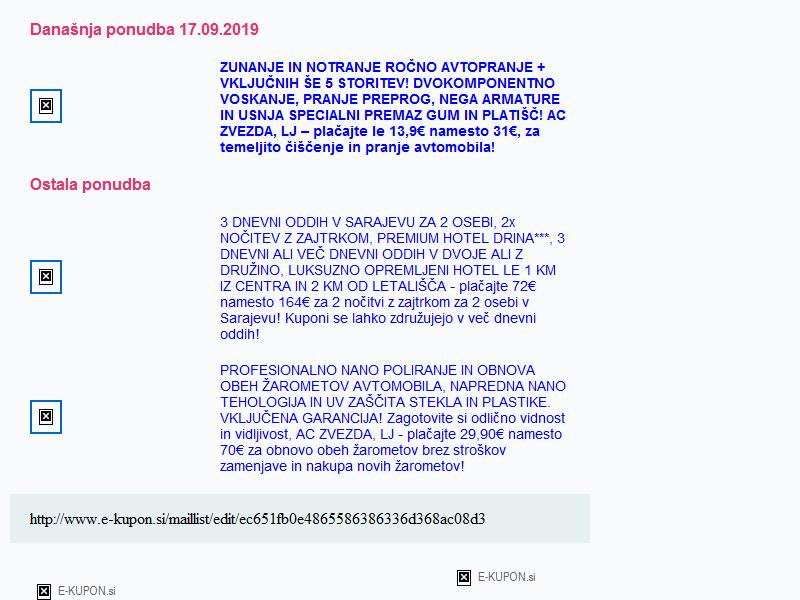 Današnja ponudba 17.09.2019
ZUNANJE IN NOTRANJE ROČNO AVTOPRANJE +
VKLJUČNIH ŠE 5 STORITEV! DVOKOMPONENTNO
VOSKANJE, PRANJE PREPROG, NEGA ARMATURE
IN USNJA SPECIALNI PREMAZ GUM IN PLATIŠČ! AC
ZVEZDA, LJ – plačajte le 13,9€ namesto 31€, za
temeljito čiščenje in pranje avtomobila!
Ostala ponudba
3 DNEVNI ODDIH V SARAJEVU ZA 2 OSEBI, 2x
NOČITEV Z ZAJTRKOM, PREMIUM HOTEL DRINA***, 3
DNEVNI ALI VEČ DNEVNI ODDIH V DVOJE ALI Z
DRUŽINO, LUKSUZNO OPREMLJENI HOTEL LE 1 KM
IZ CENTRA IN 2 KM OD LETALIŠČA - plačajte 72€
namesto 164€ za 2 nočitvi z zajtrkom za 2 osebi v
Sarajevu! Kuponi se lahko združujejo v več dnevni
oddih!
PROFESIONALNO NANO POLIRANJE IN OBNOVA
OBEH ŽAROMETOV AVTOMOBILA, NAPREDNA NANO
TEHOLOGIJA IN UV ZAŠČITA STEKLA IN PLASTIKE.
VKLJUČENA GARANCIJA! Zagotovite si odlično vidnost
in vidljivost, AC ZVEZDA, LJ - plačajte 29,90€ namesto
70€ za obnovo obeh žarometov brez stroškov
zamenjave in nakupa novih žarometov!
http://www.e-kupon.si/maillist/edit/ec651fb0e4865586386336d368ac08d3
E-KUPON.si
E-KUPON.si